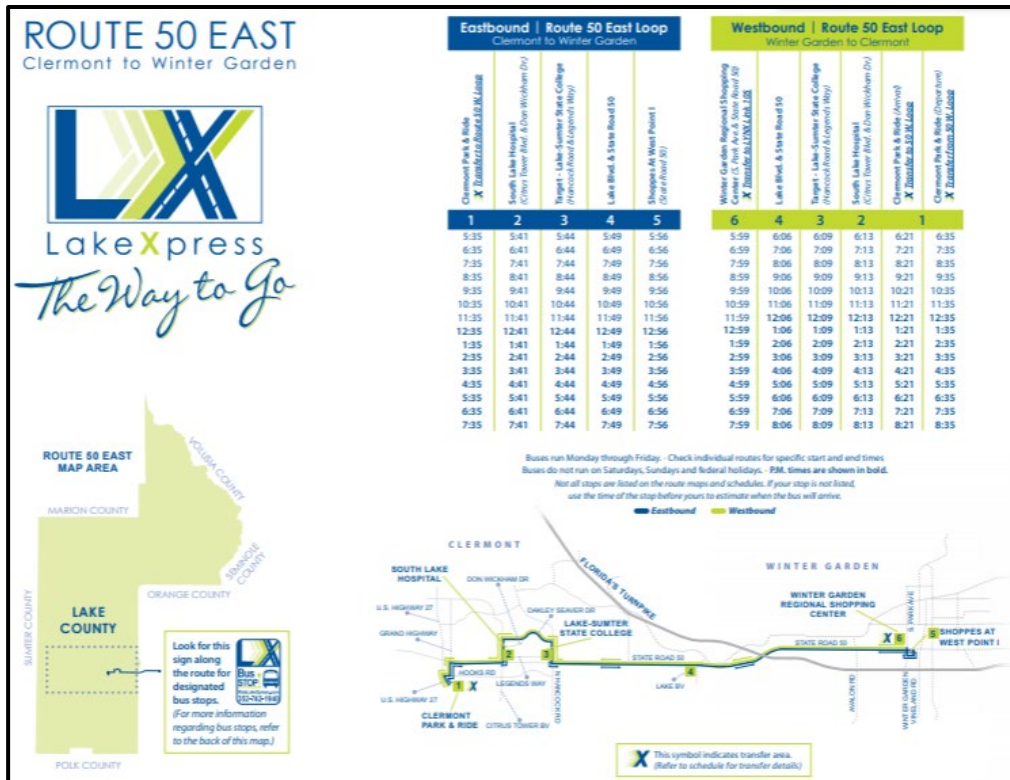 ROUTE 50 EAST
Clermont to Winter Garden
LX
LakeXpress
The Way to Go
Eastbound | Route 50 East Loop
Clermont to Winter Garden
Clermont Park & Ride
X Transfer to Route 50 W. Loop
South Lake Hospital
(Citrus Tower Blvd. & Don Wickham Dr.)
Target - Lake-Sumter State College
(Hancock Road & Legends Way)
Lake Blvd. & State Road 50
Shoppes At West Point I
(State Road 50)
1 2 3 4 5
5:35 5:41 5:44 5:49 5:56
6:35 6:41 6:44 6:49 6:56
7:35 7:41 7:44 7:49 7:56
8:35 8:41 8:44 8:49 8:56
9:35 9:41 9:44 9:49 9:56
10:35 10:41 10:44 10:49 10:56
11:35 11:41 11:44 11:49 11:56
12:35 12:41 12:44 12:49 12:56
1:35 1:41 1:44 1:49 1:56
2:35 2:41 2:44 2:49 2:56
3:35 3:41 3:44 3:49 3:56
4:35 4:41 4:44 4:49 4:56
5:35 5:41 5:44 5:49 5:56
6:35 6:41 6:44 6:49 6:56
7:35 7:41 7:44 7:49 7:56
Westbound | Route 50 East Loop
Winter Garden to Clermont
Winter Garden Regional Shopping
Center (S. Park Ave. & State Road 50)
X Transfer to LYNX Link 105
Lake Blvd. & State Road 50
Target - Lake-Sumter State College
(Hancock Road & Legends Way)
South Lake Hospital
(Citrus Tower Blvd. & Don Wickham Dr.)
Clermont Park & Ride (Arrival)
X Transfer to 50 W. Loop
Clermont Park & Ride (Departure)
X Transfer from 50 W. Loop
6 4 3 2 1
5:59 6:06 6:09 6:13 6:21 6:35
6:59 7:06 7:09 7:13 7:21 7:35
7:59 8:06 8:09 8:13 8:21 8:35
8:59 9:06 9:09 9:13 9:21 9:35
9:59 10:06 10:09 10:13 10:21 10:35
10:59 11:06 11:09 11:13 11:21 11:35
11:59 12:06 12:09 12:13 12:21 12:35
12:59 1:06 1:09 1:13 1:21 1:35
1:59 2:06 2:09 2:13 2:21 2:35
2:59 3:06 3:09 3:13 3:21 3:35
3:59 4:06 4:09 4:13 4:21 4:35
4:59 5:06 5:09 5:13 5:21 5:35
5:59 6:06 6:09 6:13 6:21 6:35
6:59 7:06 7:09 7:13 7:21 7:35
7:59 8:06 8:09 8:13 8:21 8:35
Buses run Monday through Friday. - Check individual routes for specific start and end times
Buses do not run on Saturdays, Sundays and federal holidays. - P.M. times are shown in bold.
Not all stops are listed on the route maps and schedules. If your stop is not listed,
use the time of the stop before yours to estimate when the bus will arrive.
Eastbound Westbound
ROUTE 50 EAST
MAP AREA
VOLUSIA COUNTY
MARION COUNTY
SEMINOLE
COUNTY
ORANGE COUNTY
SUMTER COUNTY
LAKE
COUNTY
POLK COUNTY
Look for this
sign along
the route for
designated
bus stops.
(For more information
regarding bus stops, refer
to the back of this map.)
LX
Bus
STOP
352-742-1940
CLERMONT
SOUTH LAKE
HOSPITAL
DON WICKHAM DR
FLORIDA'S TURNPIKE
WINTER GARDEN
U.S. HIGHWAY 27
OAKLEY SEAVER DR
WINTER GARDEN
REGIONAL SHOPPING
CENTER
S. PARK AVE
GRAND HIGHWAY
LAKE-SUMTER
STATE COLLEGE
X 6
5 SHOPPES AT
WEST POINT I
2 3
STATE ROAD 50
STATE ROAD 50
HOOKS RD
4
1 X
LEGENDS WAY
LAKE BV
N HANCOCK RD
AVALON RD
WINTER GARDEN
VINELAND RD
U.S. HIGHWAY 27
CLERMONT
PARK & RIDE
CITRUS TOWER BV
X This symbol indicates transfer area.
(Refer to schedule for transfer details)